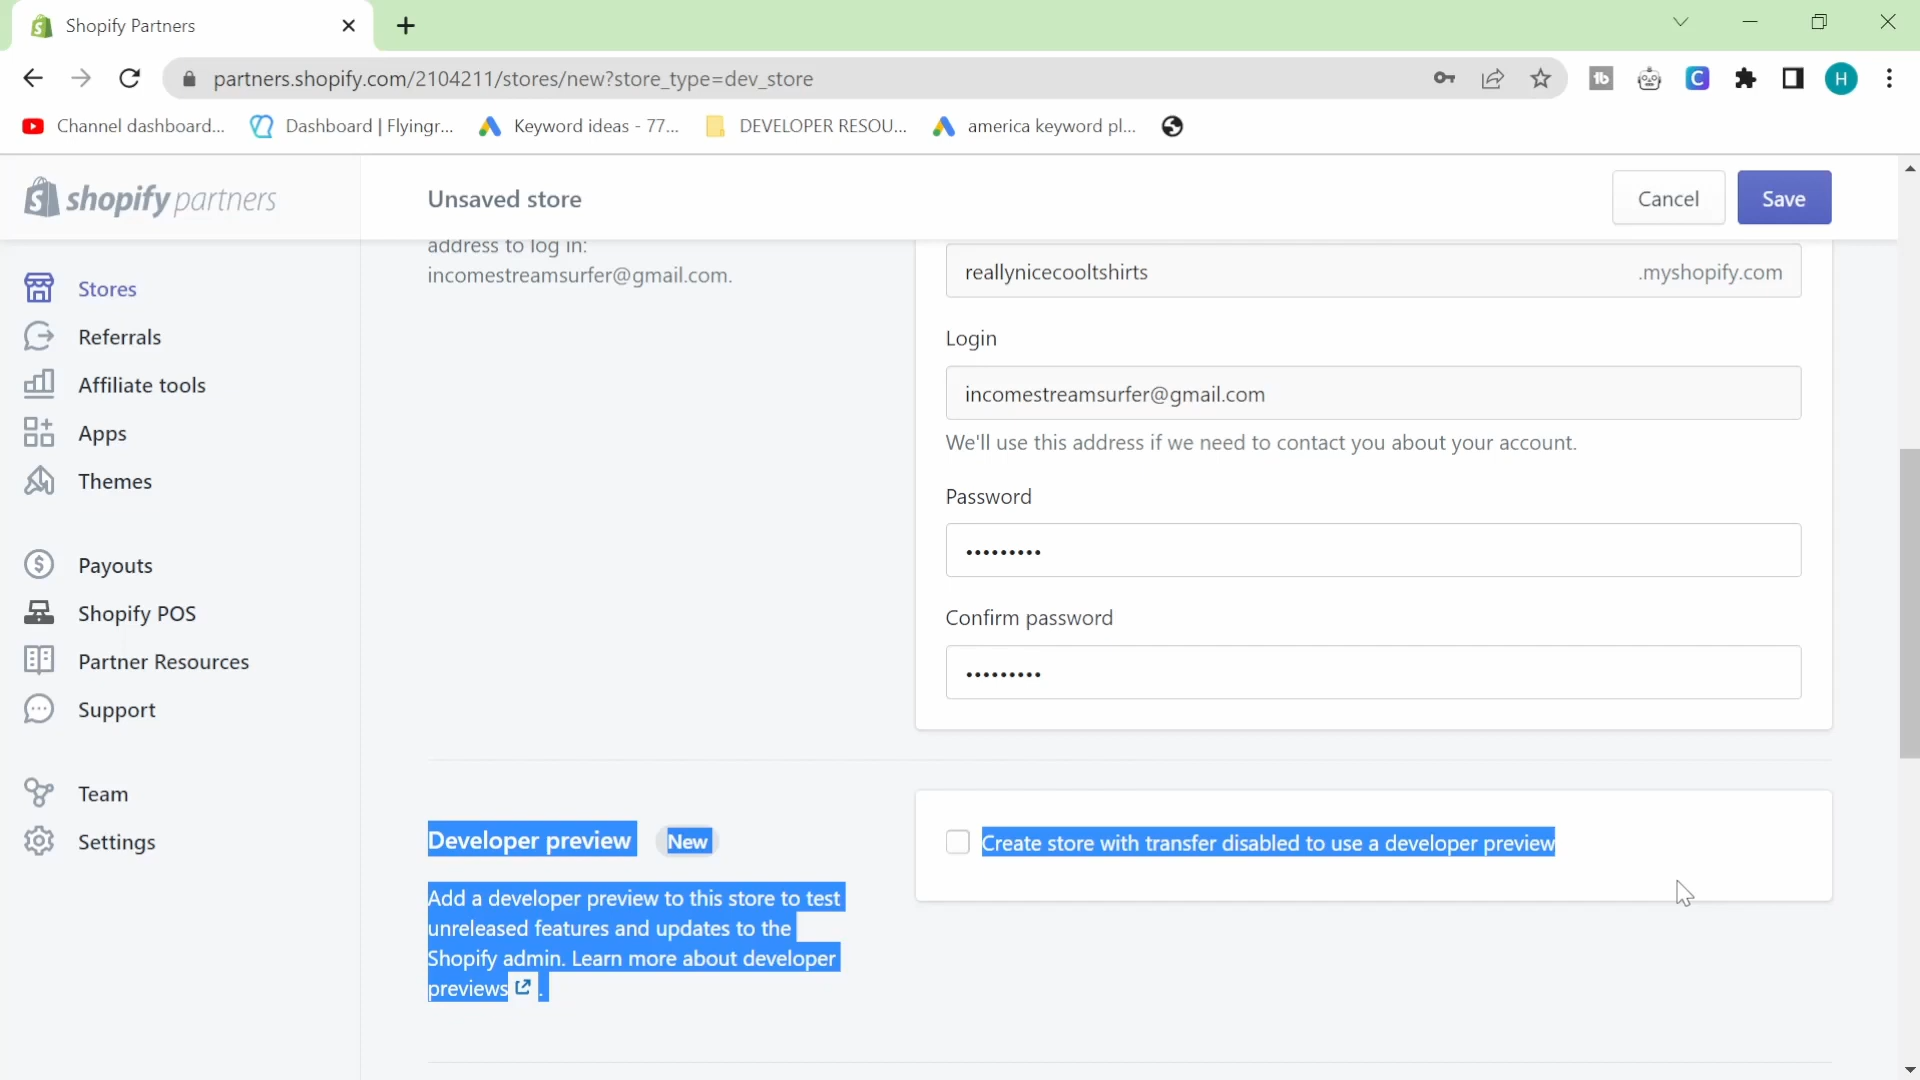 Shopify Partners
partners.shopify.com/2104211/stores/new?store_type=dev_store
Channel dashboard...
Dashboard | Flyingr...
Keyword ideas - 77...
DEVELOPER RESOU...
america keyword pl...
shopify partners
Unsaved store
Cancel
Save
address to log in:
incomestreamsurfer@gmail.com.
reallynicecooltshirts
.myshopify.com
Stores
Referrals
Affiliate tools
Apps
Themes
Payouts
Shopify POS
Partner Resources
Support
Team
Settings
Login
incomestreamsurfer@gmail.com
We'll use this address if we need to contact you about your account.
Password
•••••••••
Confirm password
•••••••••
Developer preview New
Add a developer preview to this store to test
unreleased features and updates to the
Shopify admin. Learn more about developer
previews .
Create store with transfer disabled to use a developer preview
tb
C
H